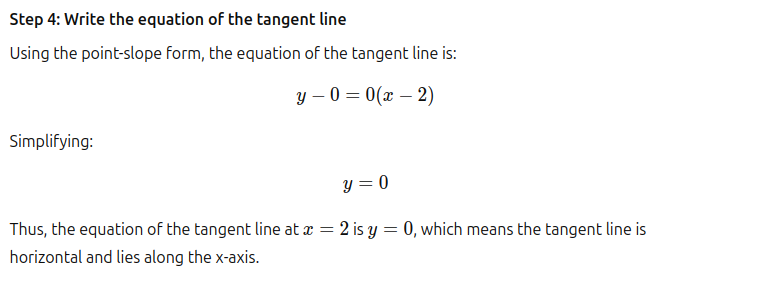 Step 4: Write the equation of the tangent line
Using the point-slope form, the equation of the tangent line is:
y − 0 = 0(x − 2)
Simplifying:
y = 0
Thus, the equation of the tangent line at x = 2 is y = 0, which means the tangent line is
horizontal and lies along the x-axis.